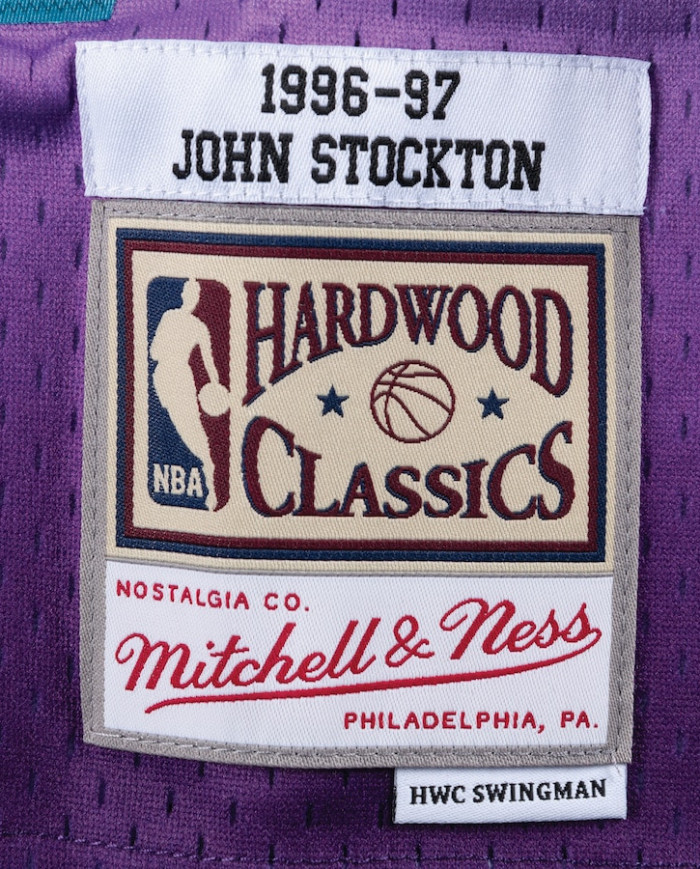 1996-97
JOHN STOCKTON
HARDWOOD
CLASSICS
NBA
NOSTALGIA CO.
Mitchell & Ness
PHILADELPHIA, PA.
HWC SWINGMAN